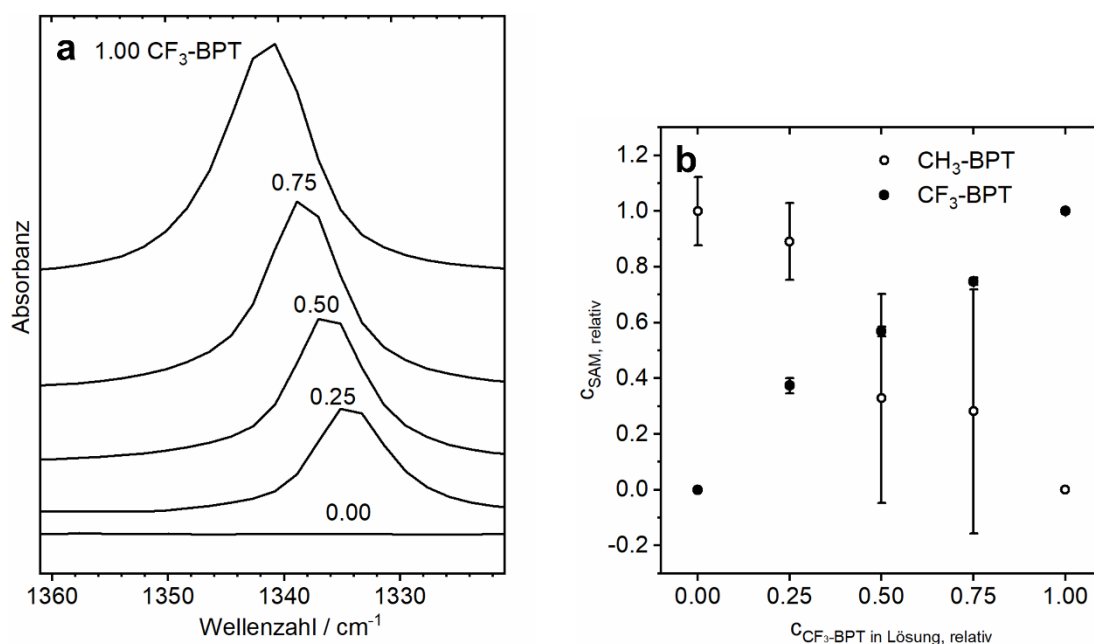 a 1.00 CF₃-BPT
0.75
0.50
0.25
0.00
Absorbanz
1360 1350 1340 1330
Wellenzahl / cm⁻¹
b
CH₃-BPT
CF₃-BPT
1.2
1.0
0.8
0.6
0.4
0.2
0.0
-0.2
c_SAM, relativ
0.00 0.25 0.50 0.75 1.00
c_CF₃-BPT in Lösung, relativ